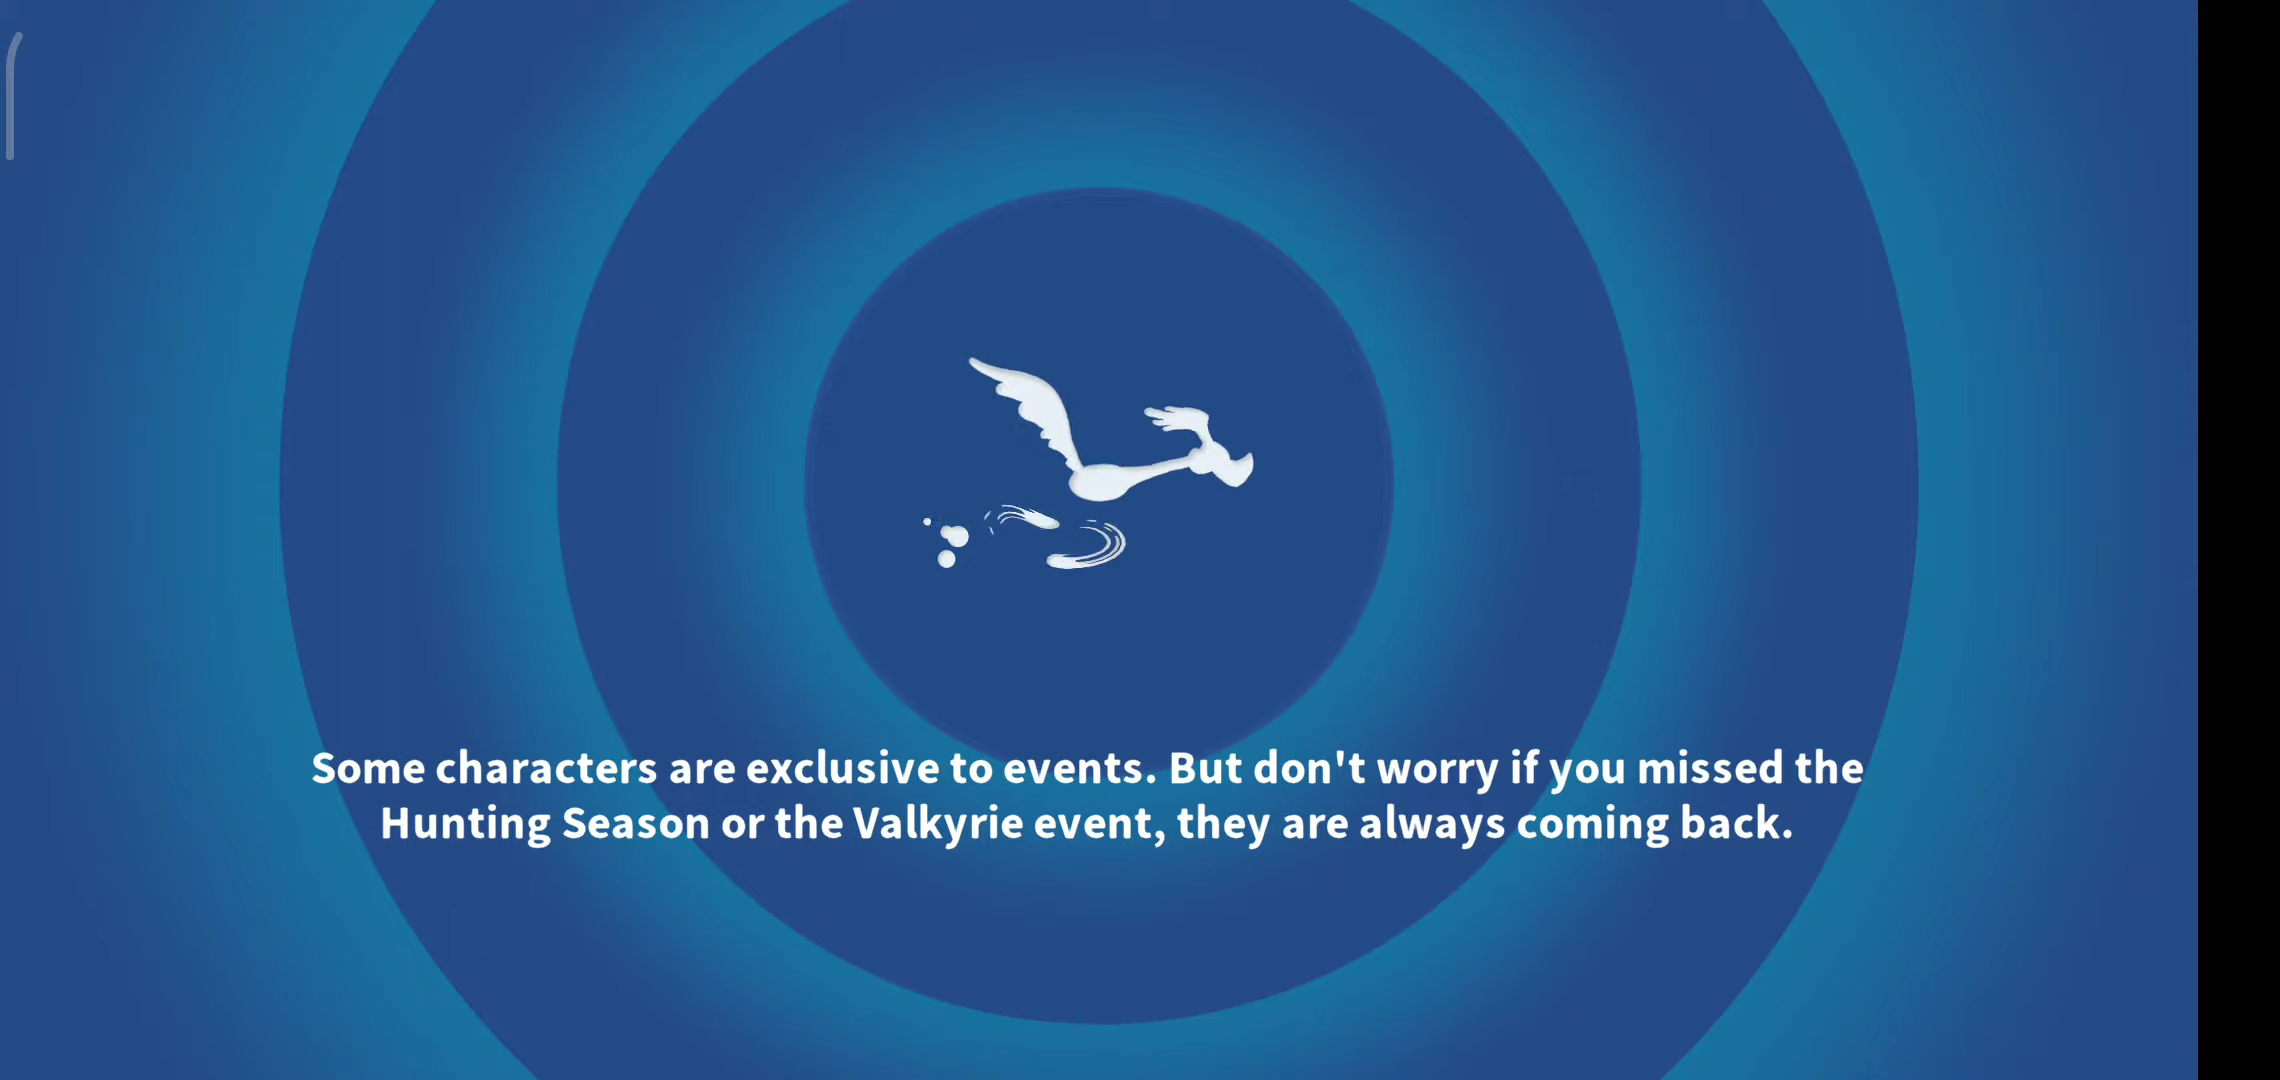 Some characters are exclusive to events. But don't worry if you missed the
Hunting Season or the Valkyrie event, they are always coming back.